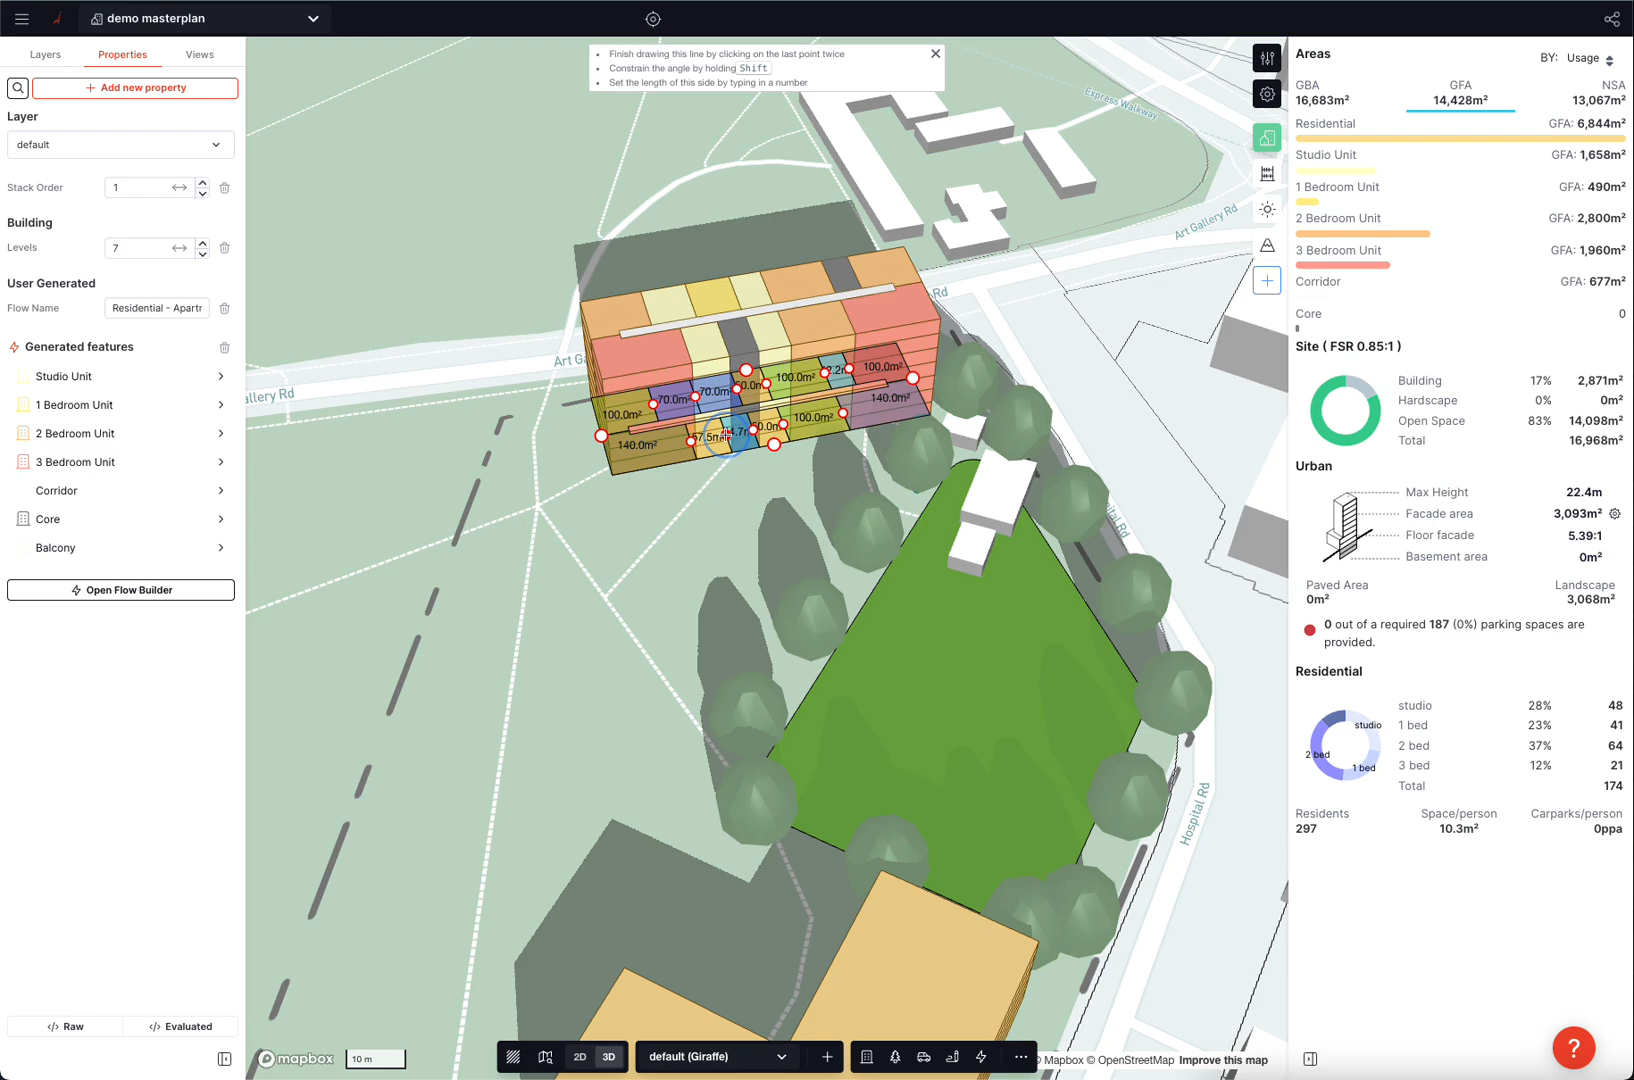 demo masterplan
Layers Properties Views
Add new property
Layer
default
Stack Order 1
Building
Levels 7
User Generated
Flow Name Residential - Apartr
Generated features
Studio Unit
1 Bedroom Unit
2 Bedroom Unit
3 Bedroom Unit
Corridor
Core
Balcony
Open Flow Builder
</> Raw </> Evaluated
Finish drawing this line by clicking on the last point twice
Constrain the angle by holding Shift
Set the length of this side by typing in a number
Express Walkway
Art Gallery Rd
Rd
Art Ga
allery Rd
100.0m²
70.0m²
70.0m²
50.0m²
100.0m²
100.0m²
140.0m²
57.5m²
100.0m²
140.0m²
Hospital Rd
mapbox
10 m
2D 3D
default (Giraffe)
Mapbox © OpenStreetMap Improve this map
Areas
BY: Usage
GBA GFA NSA
16,683m² 14,428m² 13,067m²
Residential GFA: 6,844m²
Studio Unit GFA: 1,658m²
1 Bedroom Unit GFA: 490m²
2 Bedroom Unit GFA: 2,800m²
3 Bedroom Unit GFA: 1,960m²
Corridor GFA: 677m²
Core 0
Site ( FSR 0.85:1 )
Building 17% 2,871m²
Hardscape 0% 0m²
Open Space 83% 14,098m²
Total 16,968m²
Urban
Max Height 22.4m
Facade area 3,093m²
Floor facade 5.39:1
Basement area 0m²
Paved Area Landscape
0m² 3,068m²
0 out of a required 187 (0%) parking spaces are
provided.
Residential
studio
2 bed
1 bed
studio 28% 48
1 bed 23% 41
2 bed 37% 64
3 bed 12% 21
Total 174
Residents Space/person Carparks/person
297 10.3m² 0ppa
?